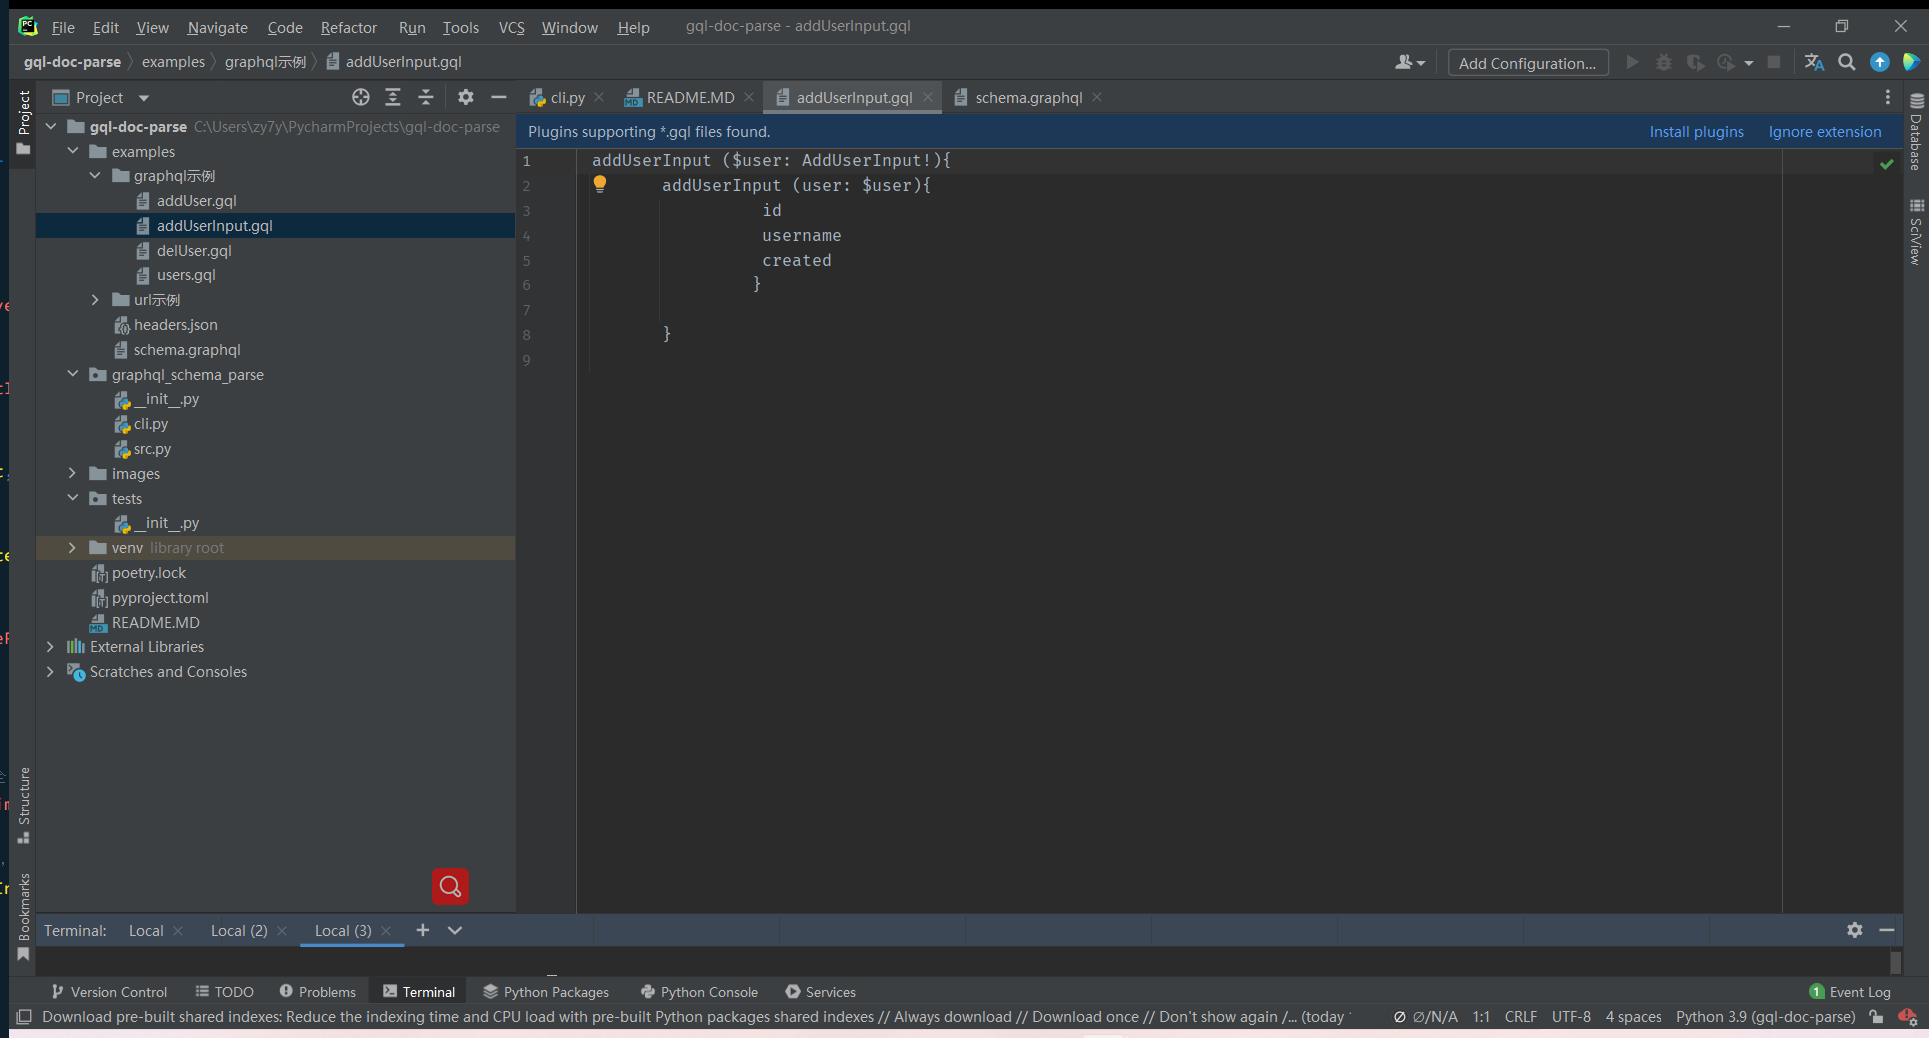 File Edit View Navigate Code Refactor Run Tools VCS Window Help gql-doc-parse - addUserInput.gql
gql-doc-parse examples graphql示例 addUserInput.gql Add Configuration...
Project cli.py README.MD addUserInput.gql schema.graphql
Project
gql-doc-parse C:\Users\zy7y\PycharmProjects\gql-doc-parse
examples
graphql示例
addUser.gql
addUserInput.gql
delUser.gql
users.gql
url示例
headers.json
schema.graphql
graphql_schema_parse
__init__.py
cli.py
src.py
images
tests
__init__.py
venv library root
poetry.lock
pyproject.toml
README.MD
External Libraries
Scratches and Consoles
Structure
Bookmarks
Plugins supporting *.gql files found. Install plugins Ignore extension
1 addUserInput ($user: AddUserInput!){
2 addUserInput (user: $user){
3 id
4 username
5 created
6 }
7
8 }
9
Database
SciView
Terminal: Local Local (2) Local (3)
Version Control TODO Problems Terminal Python Packages Python Console Services 1 Event Log
Download pre-built shared indexes: Reduce the indexing time and CPU load with pre-built Python packages shared indexes // Always download // Download once // Don't show again /... (today ∅/N/A 1:1 CRLF UTF-8 4 spaces Python 3.9 (gql-doc-parse)